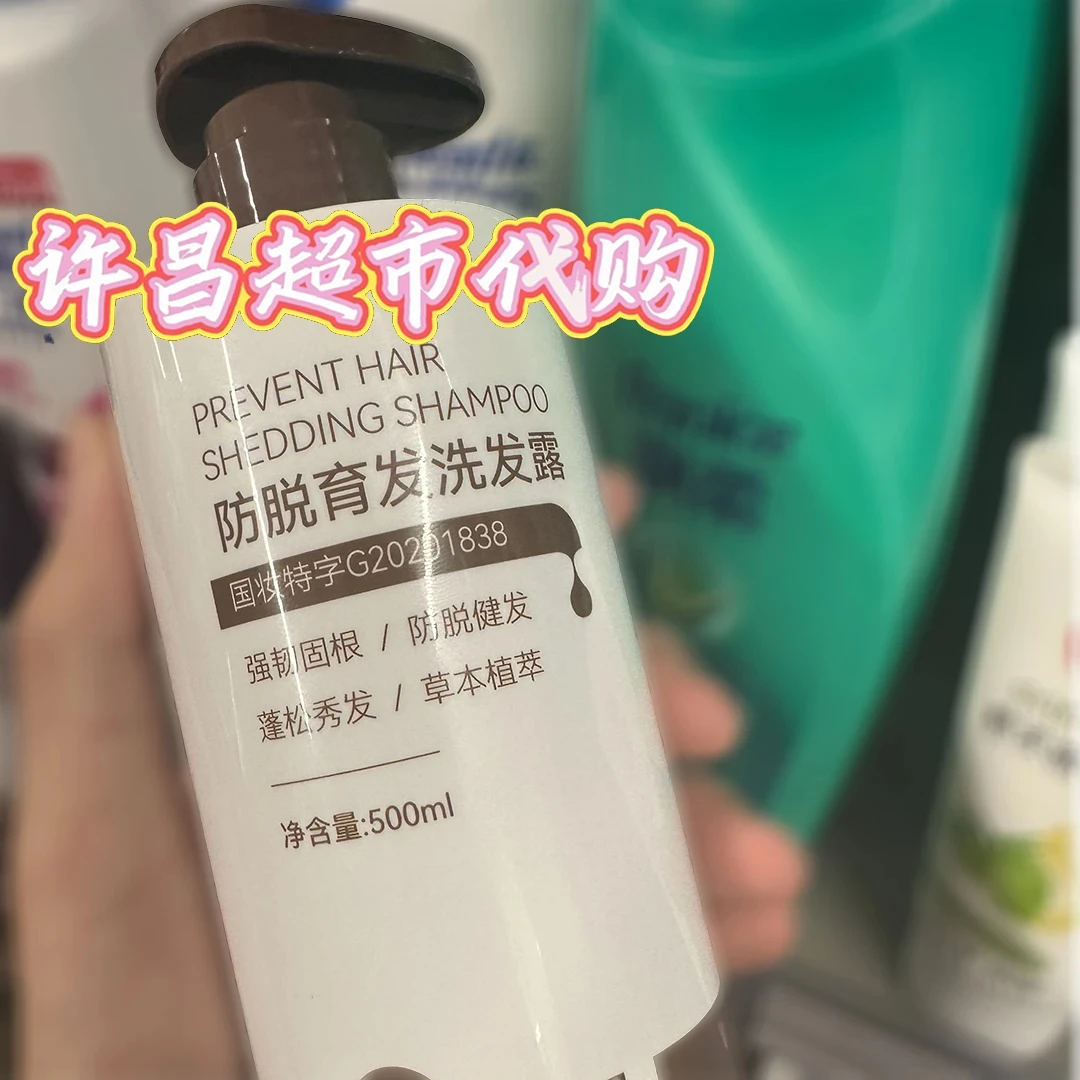 许昌超市代购
PREVENT HAIR
SHEDDING SHAMPOO
防脱育发洗发露
国妆特字G20201838
强韧固根 / 防脱健发
蓬松秀发 / 草本植萃
净含量:500ml